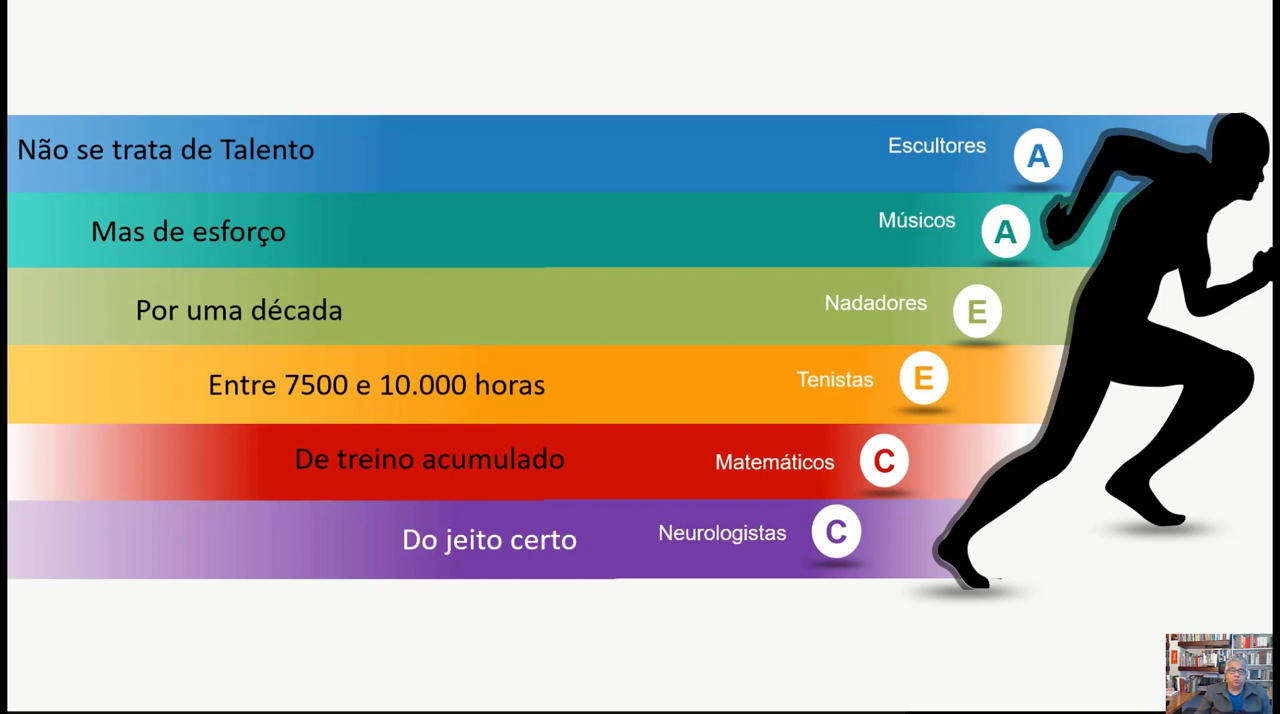 Não se trata de Talento Escultores A
Mas de esforço Músicos A
Por uma década Nadadores E
Entre 7500 e 10.000 horas Tenistas E
De treino acumulado Matemáticos C
Do jeito certo Neurologistas C